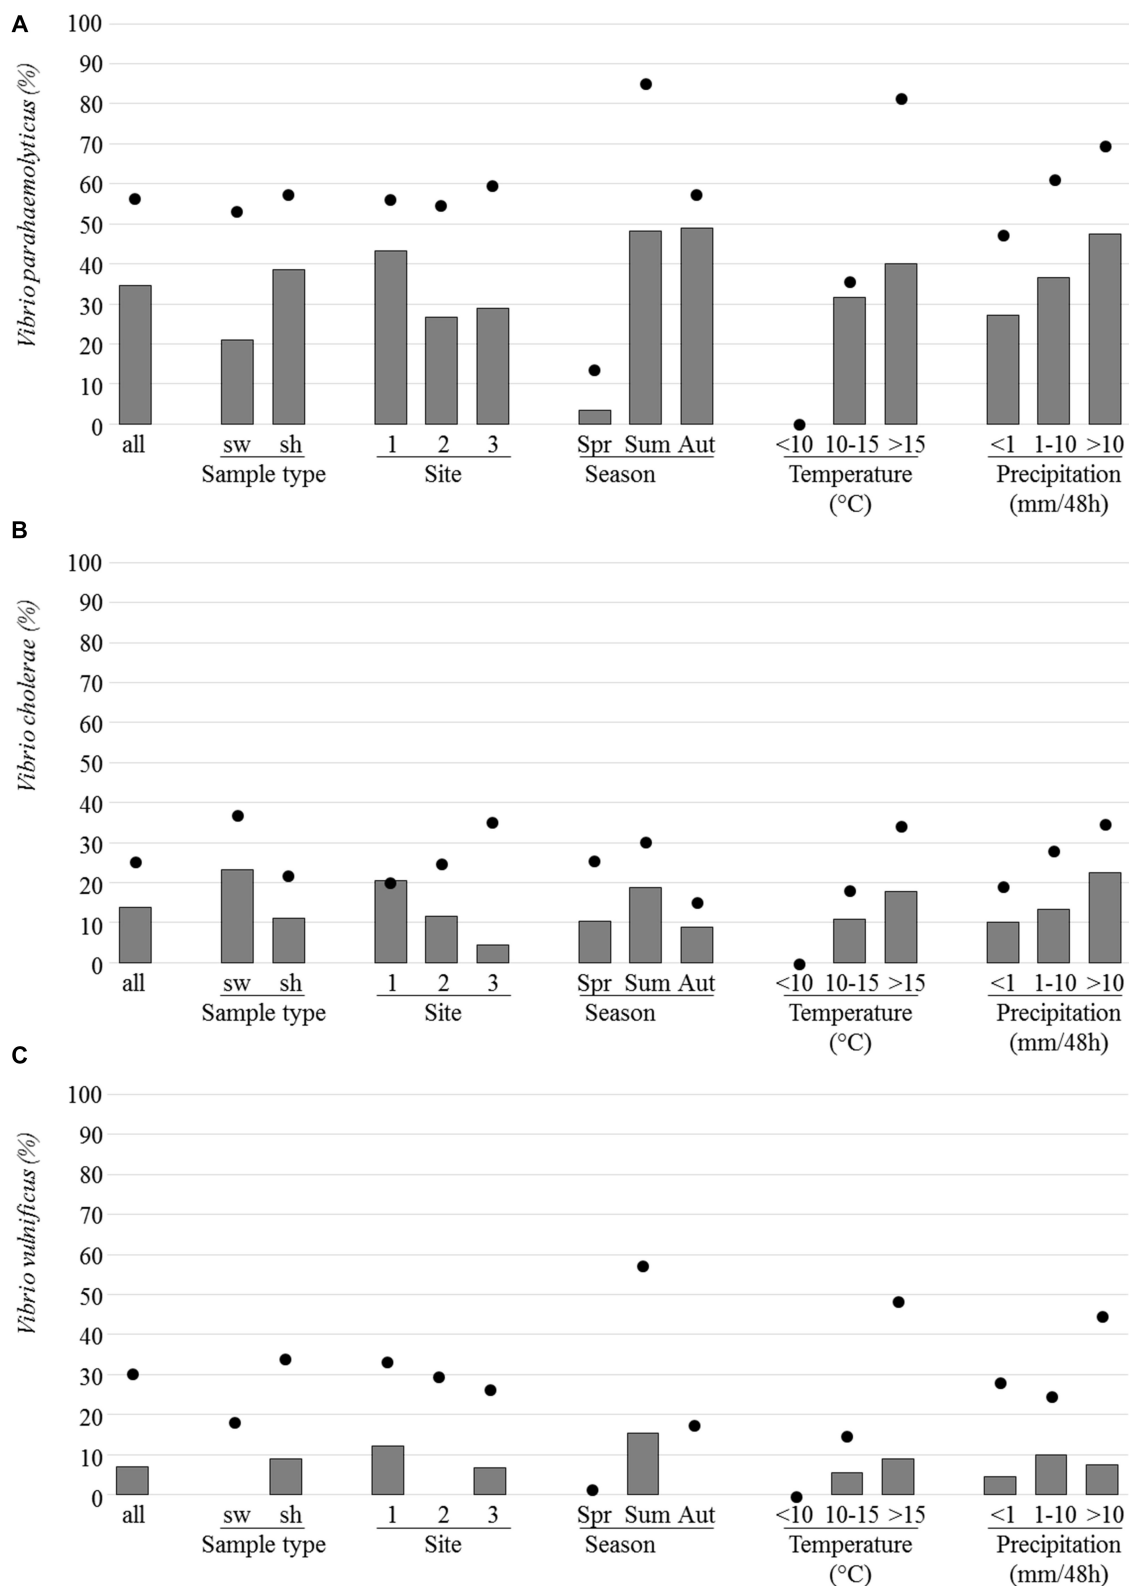 A
Vibrio parahaemolyticus (%)
100
90
80
70
60
50
40
30
20
10
0
all sw sh 1 2 3 Spr Sum Aut <10 10-15 >15 <1 1-10 >10
Sample type Site Season Temperature Precipitation
(°C) (mm/48h)
B
Vibrio cholerae (%)
100
90
80
70
60
50
40
30
20
10
0
all sw sh 1 2 3 Spr Sum Aut <10 10-15 >15 <1 1-10 >10
Sample type Site Season Temperature Precipitation
(°C) (mm/48h)
C
Vibrio vulnificus (%)
100
90
80
70
60
50
40
30
20
10
0
all sw sh 1 2 3 Spr Sum Aut <10 10-15 >15 <1 1-10 >10
Sample type Site Season Temperature Precipitation
(°C) (mm/48h)